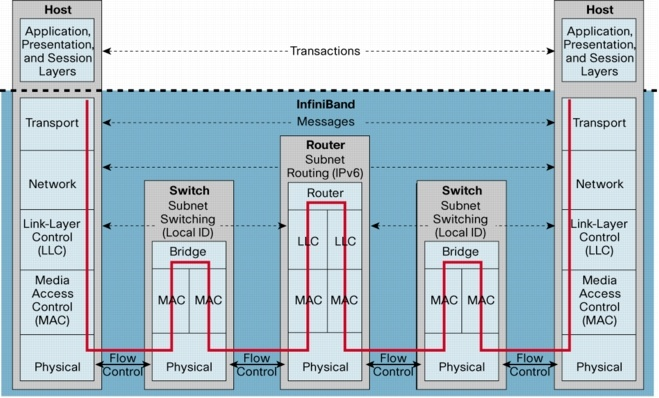 Host
Application,
Presentation,
and Session
Layers
Transactions
Host
Application,
Presentation,
and Session
Layers
InfiniBand
Messages
Transport
Network
Link-Layer
Control
(LLC)
Media
Access
Control
(MAC)
Physical
Flow
Control
Switch
Subnet
Switching
(Local ID)
Bridge
MAC MAC
Physical
Flow
Control
Router
Subnet
Routing (IPv6)
Router
LLC LLC
MAC MAC
Physical
Flow
Control
Switch
Subnet
Switching
(Local ID)
Bridge
MAC MAC
Physical
Flow
Control
Transport
Network
Link-Layer
Control
(LLC)
Media
Access
Control
(MAC)
Physical